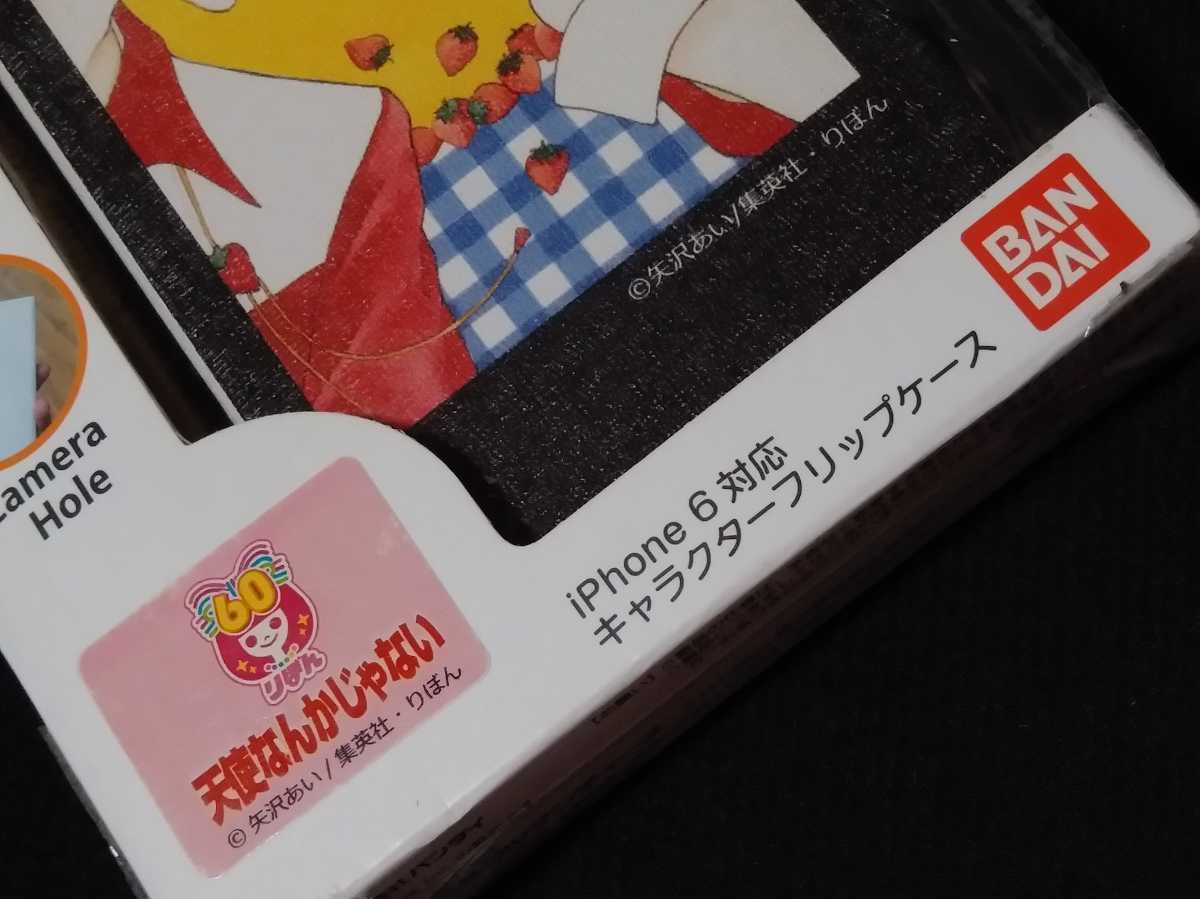 ©矢沢あい/集英社・りぼん
BAN
DAI
iPhone 6 対応
キャラクターフリップケース
Camera
Hole
60
りぼん
天使なんかじゃない
© 矢沢あい / 集英社・りぼん